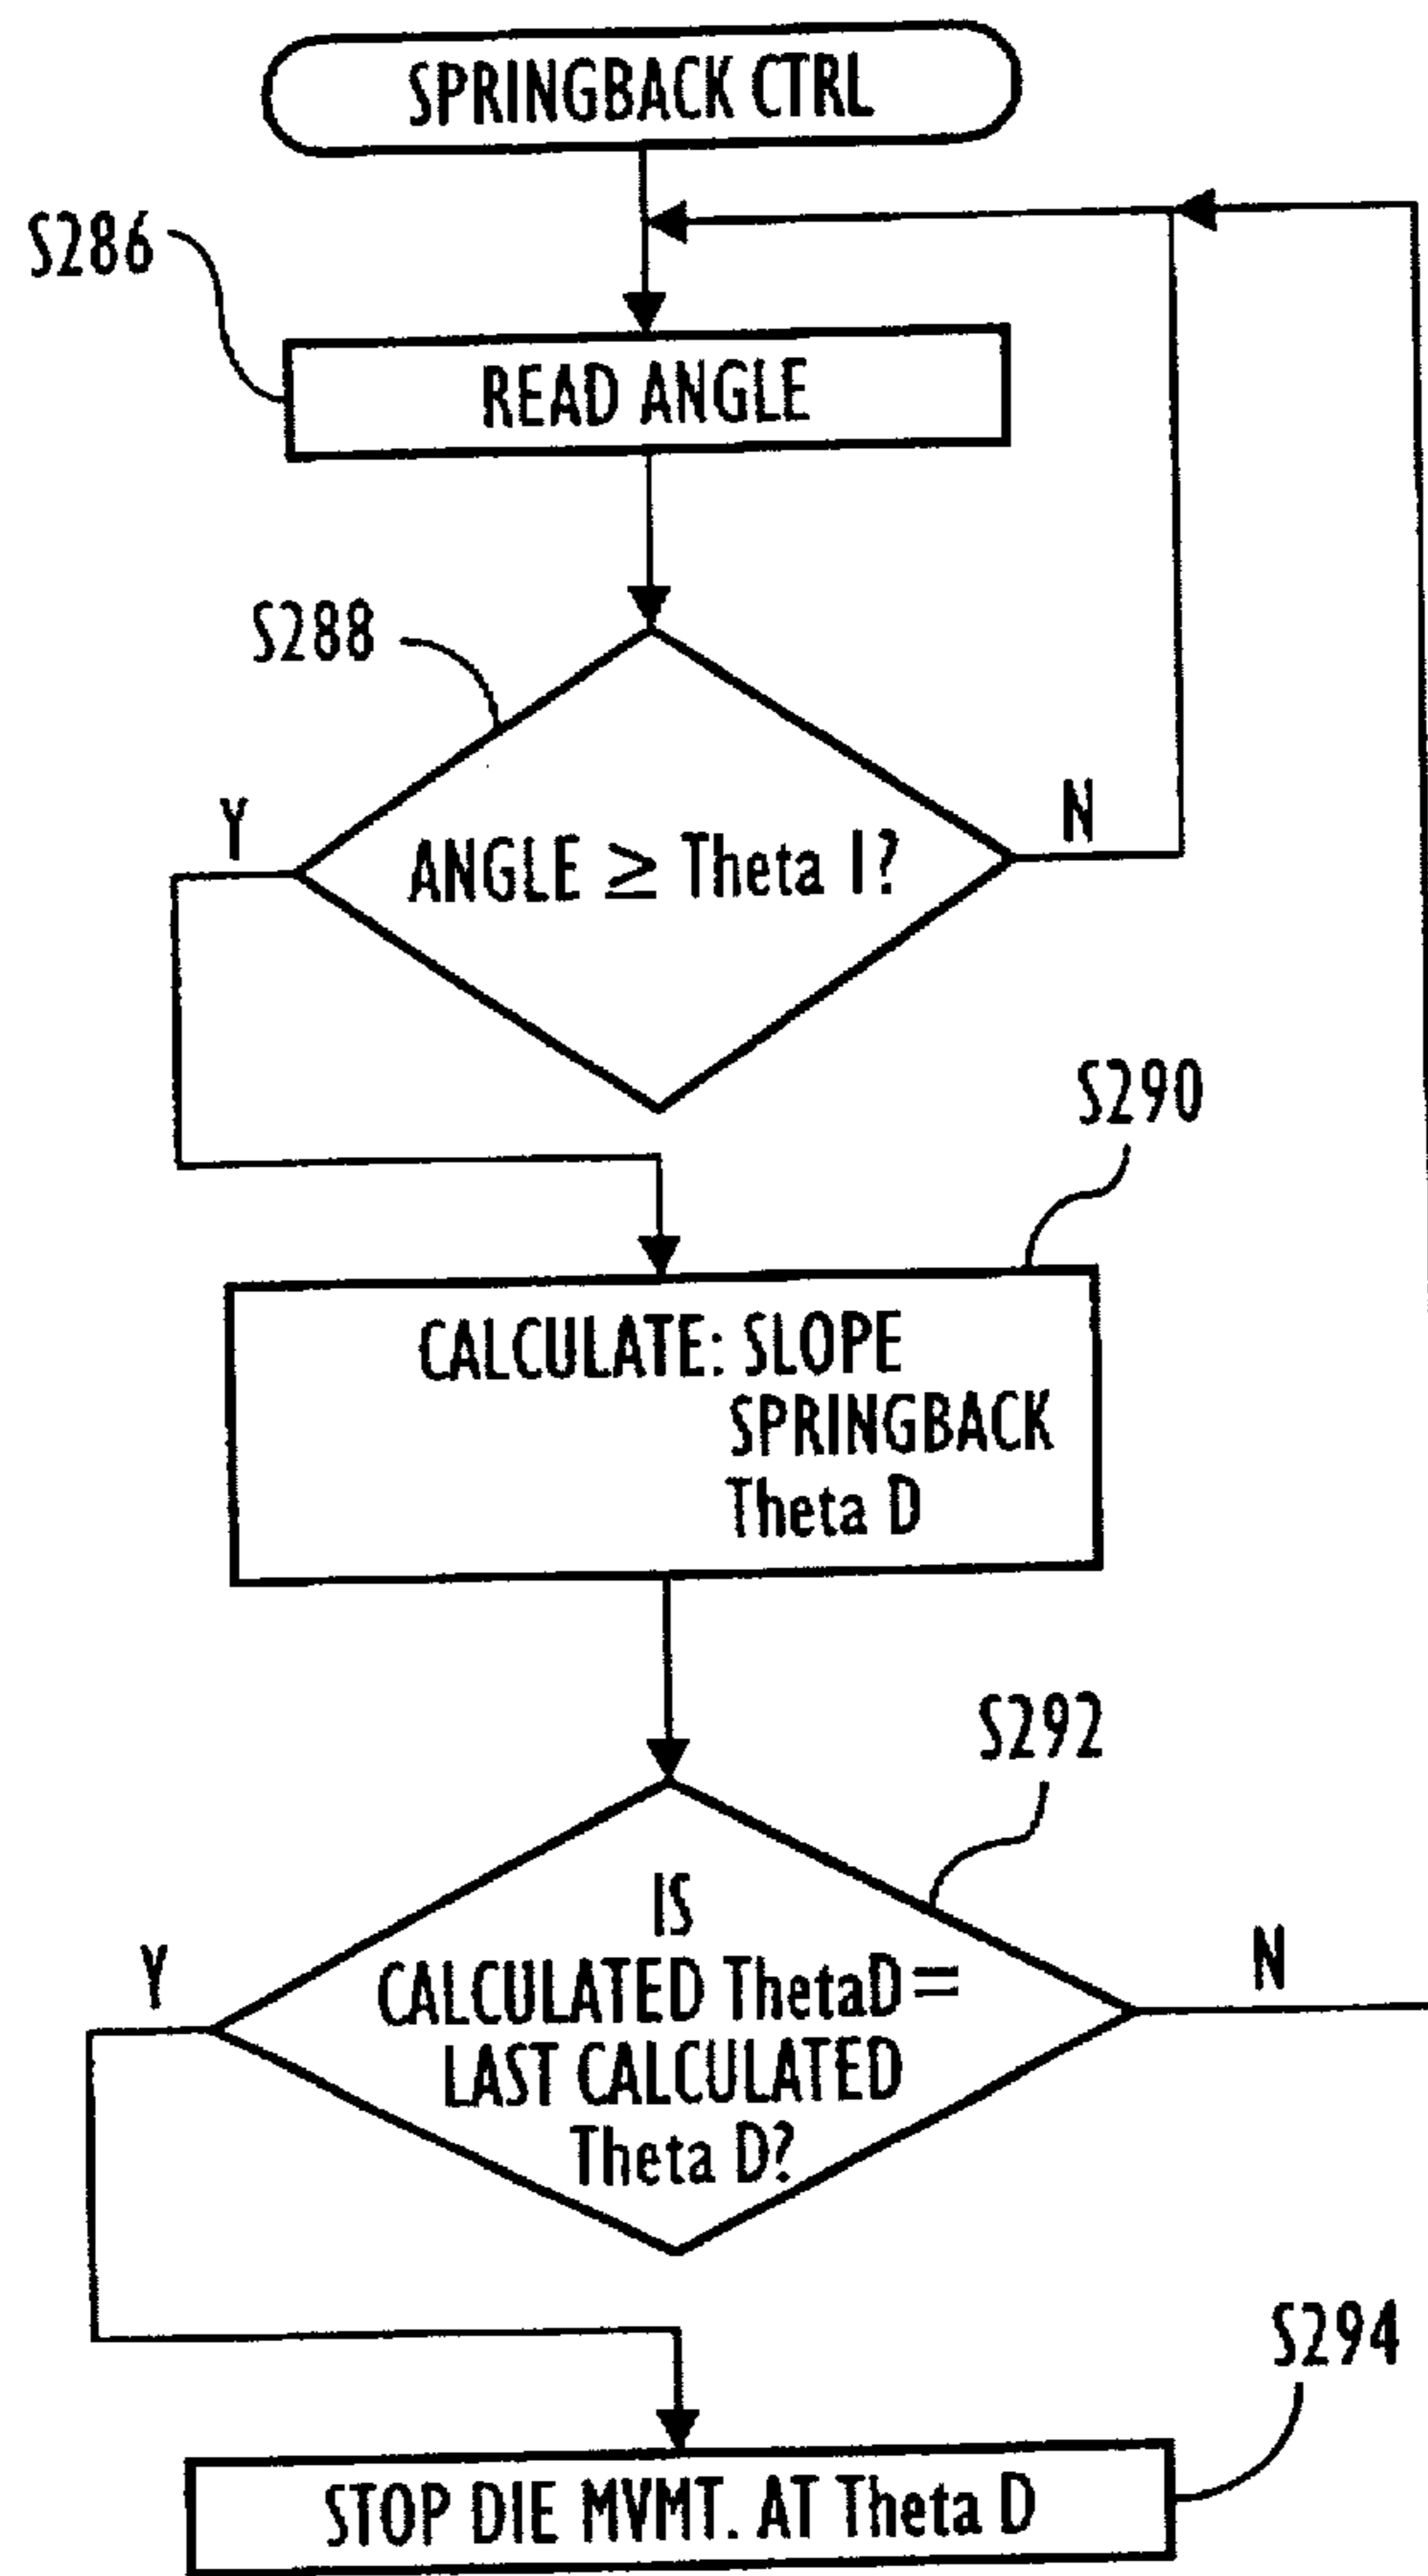 SPRINGBACK CTRL
S286
READ ANGLE
S288
Y
N
ANGLE ≥ Theta I?
S290
CALCULATE: SLOPE
SPRINGBACK
Theta D
S292
IS
CALCULATED ThetaD =
LAST CALCULATED
Theta D?
Y
N
S294
STOP DIE MVMT. AT Theta D